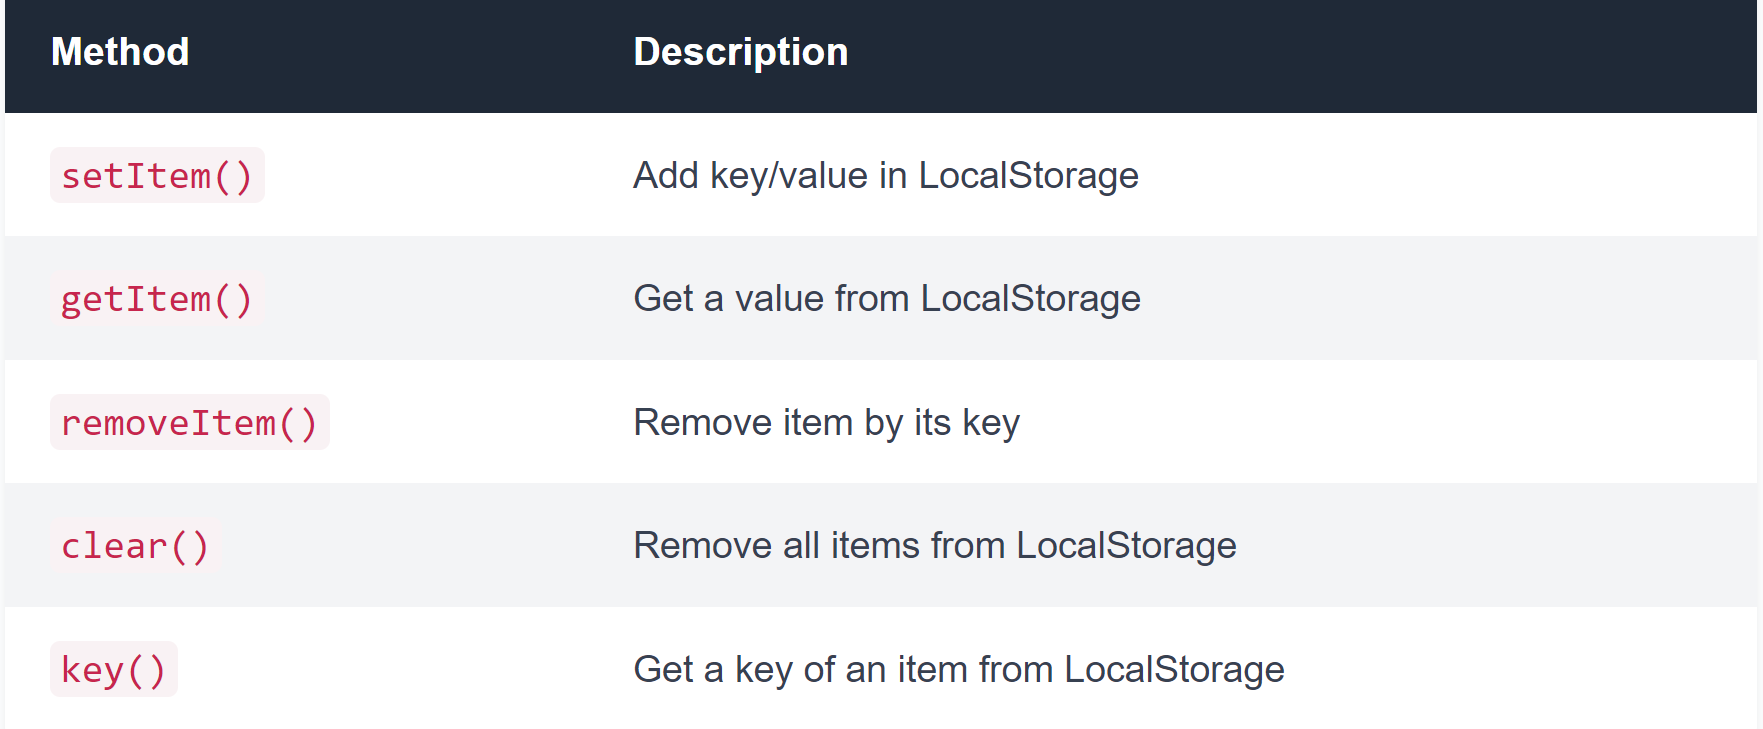 Method Description
setItem() Add key/value in LocalStorage
getItem() Get a value from LocalStorage
removeItem() Remove item by its key
clear() Remove all items from LocalStorage
key() Get a key of an item from LocalStorage